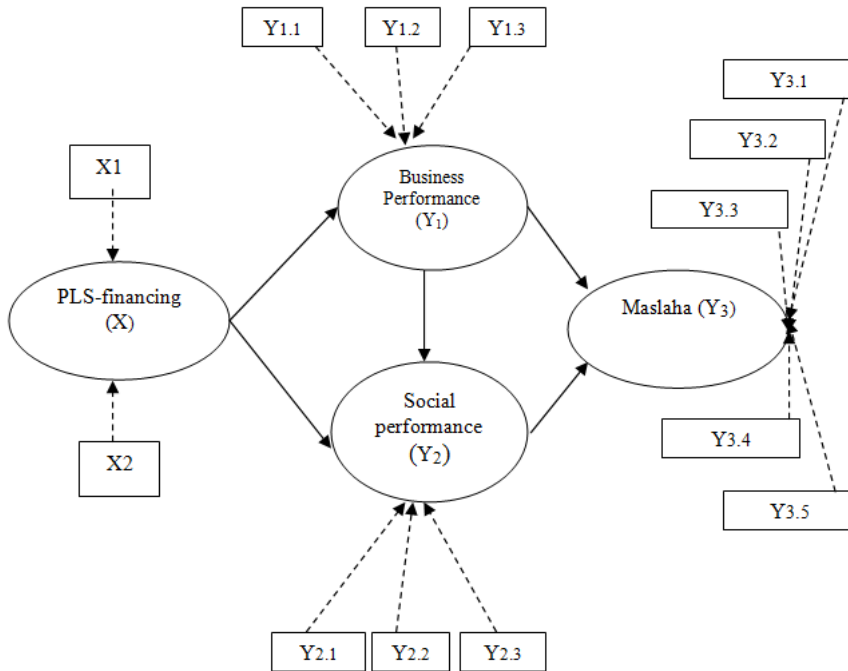 Y1.1
Y1.2
Y1.3
Y3.1
Y3.2
X1
Y3.3
Business
Performance
(Y1)
PLS-financing
(X)
Maslaha (Y3)
Social
performance
(Y2)
X2
Y3.4
Y3.5
Y2.1
Y2.2
Y2.3